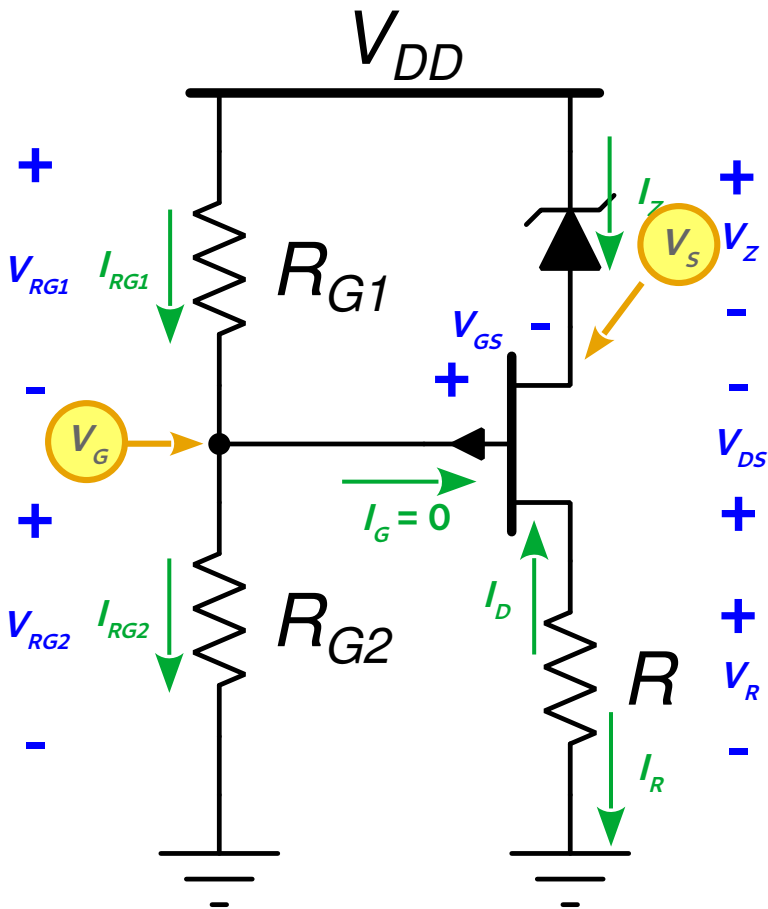 V_DD
+
+
I_Z
V_RG1
I_RG1
R_G1
V_S
V_Z
V_GS
-
-
+
-
-
V_G
V_DS
+
I_G = 0
+
V_RG2
I_RG2
R_G2
I_D
+
R
V_R
-
-
I_R